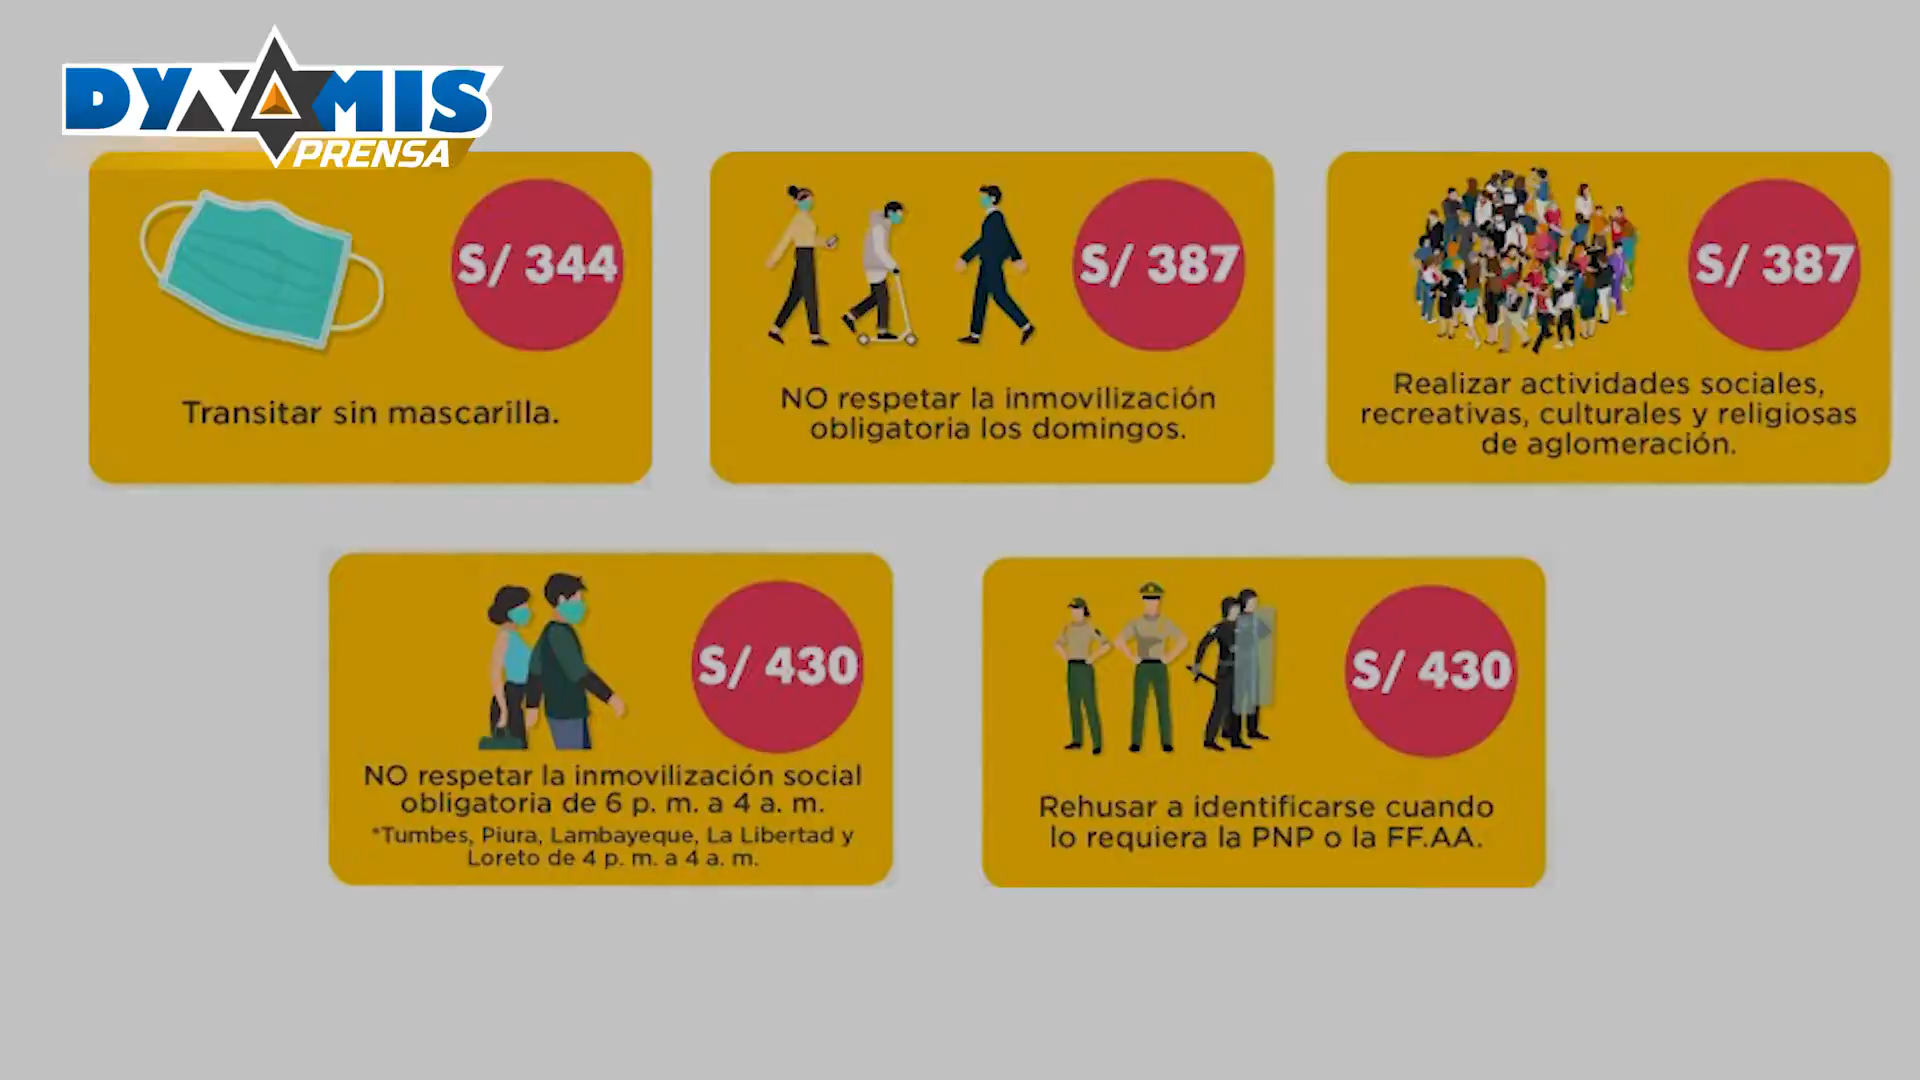 DYNAMIS
PRENSA
S/ 344
Transitar sin mascarilla.
S/ 387
NO respetar la inmovilización
obligatoria los domingos.
S/ 387
Realizar actividades sociales,
recreativas, culturales y religiosas
de aglomeración.
S/ 430
NO respetar la inmovilización social
obligatoria de 6 p. m. a 4 a. m.
*Tumbes, Piura, Lambayeque, La Libertad y
Loreto de 4 p. m. a 4 a. m.
S/ 430
Rehusar a identificarse cuando
lo requiera la PNP o la FF.AA.